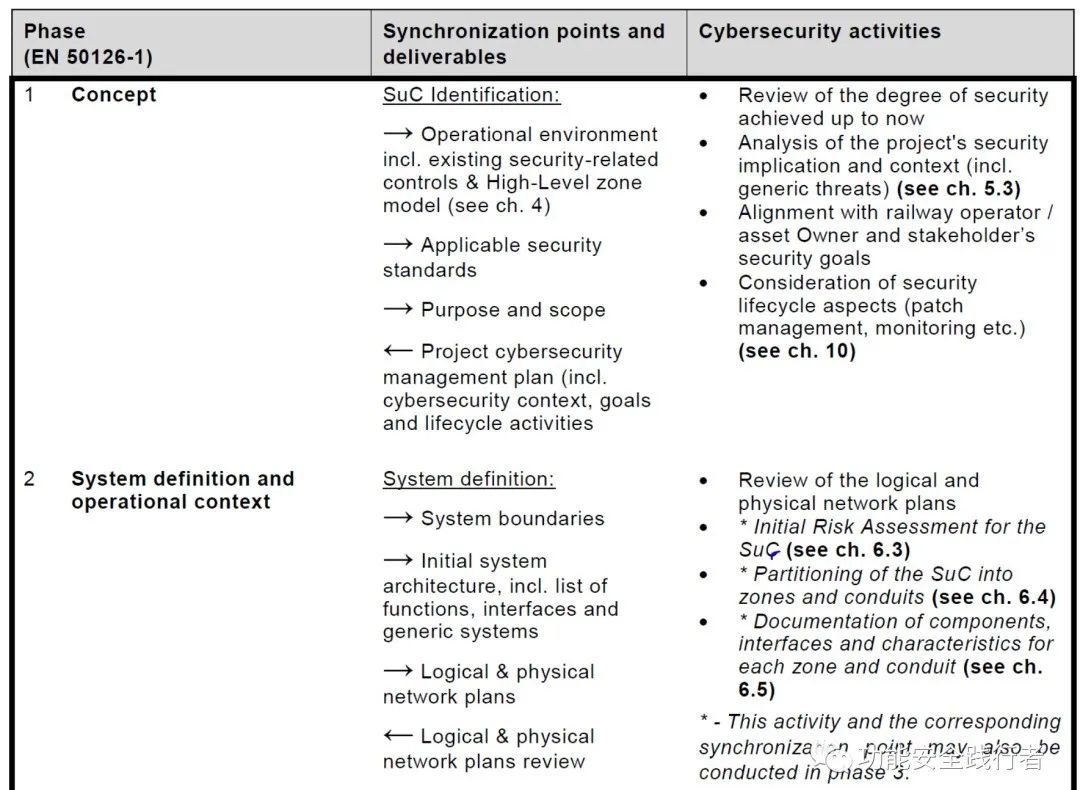 Phase
(EN 50126-1)
Synchronization points and
deliverables
Cybersecurity activities
1 Concept
SuC Identification:
→ Operational environment
incl. existing security-related
controls & High-Level zone
model (see ch. 4)
→ Applicable security
standards
→ Purpose and scope
← Project cybersecurity
management plan (incl.
cybersecurity context, goals
and lifecycle activities
• Review of the degree of security
achieved up to now
• Analysis of the project's security
implication and context (incl.
generic threats) (see ch. 5.3)
• Alignment with railway operator /
asset Owner and stakeholder's
security goals
• Consideration of security
lifecycle aspects (patch
management, monitoring etc.)
(see ch. 10)
2 System definition and
operational context
System definition:
→ System boundaries
→ Initial system
architecture, incl. list of
functions, interfaces and
generic systems
→ Logical & physical
network plans
← Logical & physical
network plans review
• Review of the logical and
physical network plans
• * Initial Risk Assessment for the
SuC (see ch. 6.3)
• * Partitioning of the SuC into
zones and conduits (see ch. 6.4)
• * Documentation of components,
interfaces and characteristics for
each zone and conduit (see ch.
6.5)
* - This activity and the corresponding
synchronization point may also be
conducted in phase 3.
功能安全践行者